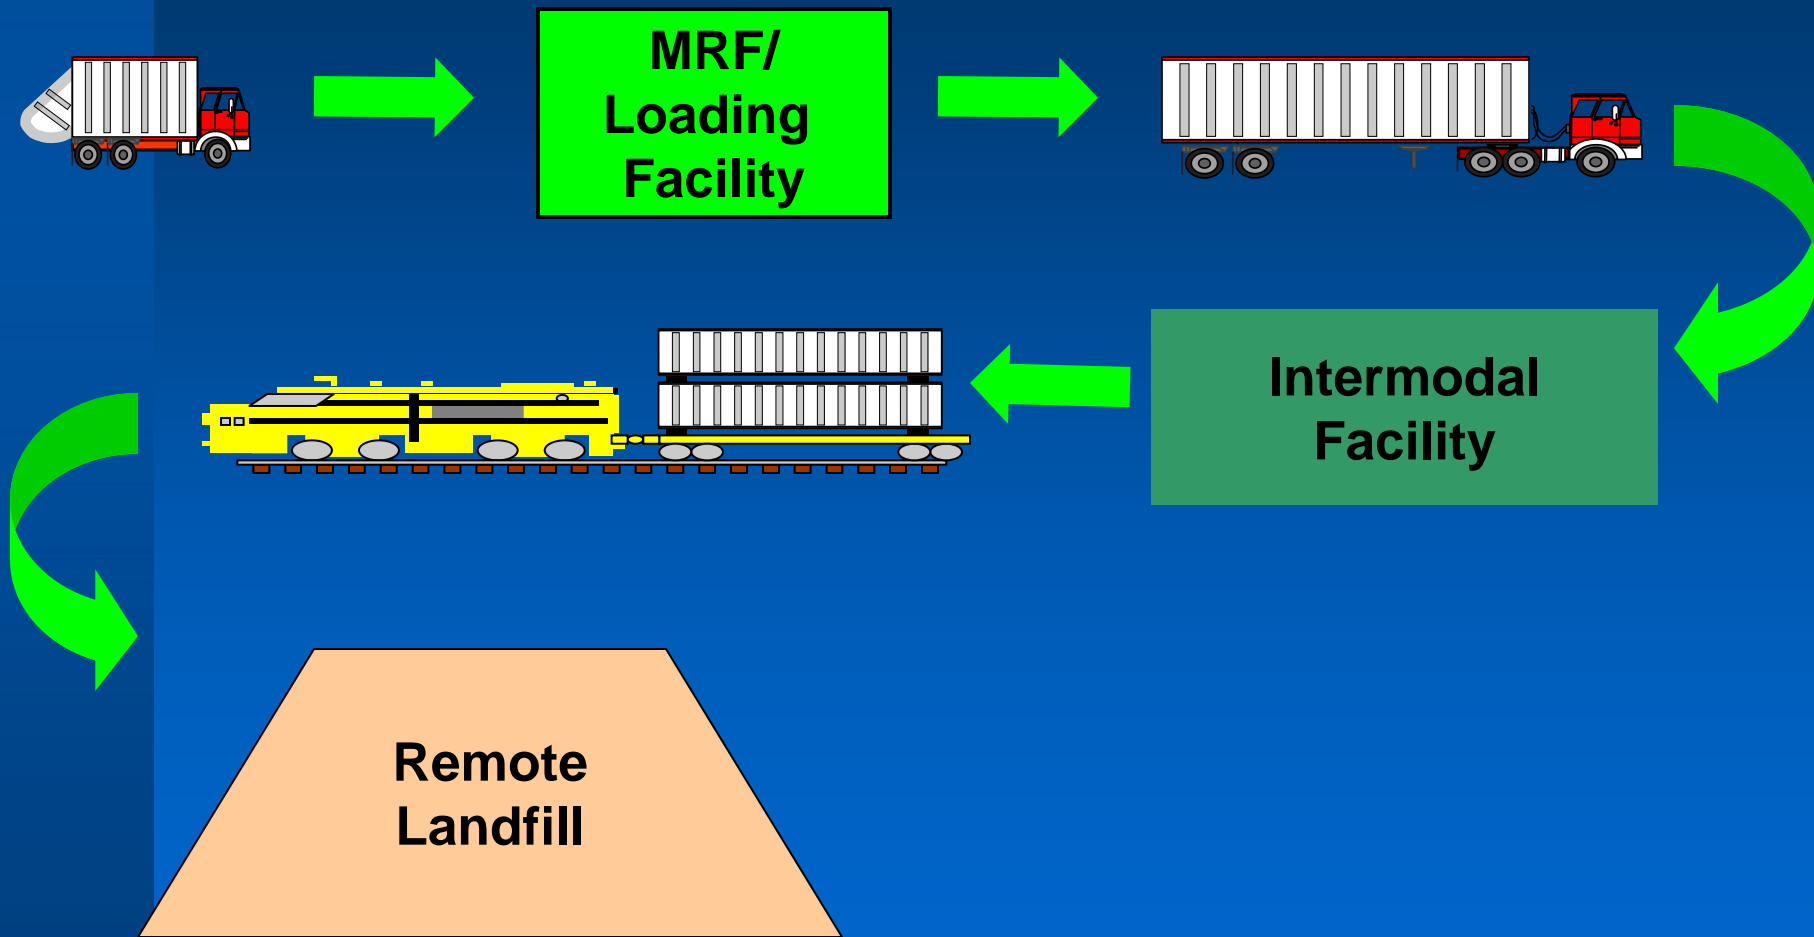 MRF/
Loading
Facility
Intermodal
Facility
Remote
Landfill